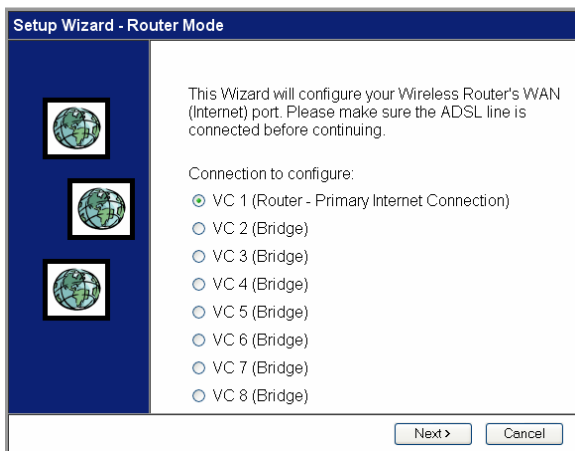 Setup Wizard - Router Mode
This Wizard will configure your Wireless Router's WAN
(Internet) port. Please make sure the ADSL line is
connected before continuing.
Connection to configure:
VC 1 (Router - Primary Internet Connection)
VC 2 (Bridge)
VC 3 (Bridge)
VC 4 (Bridge)
VC 5 (Bridge)
VC 6 (Bridge)
VC 7 (Bridge)
VC 8 (Bridge)
Next >
Cancel